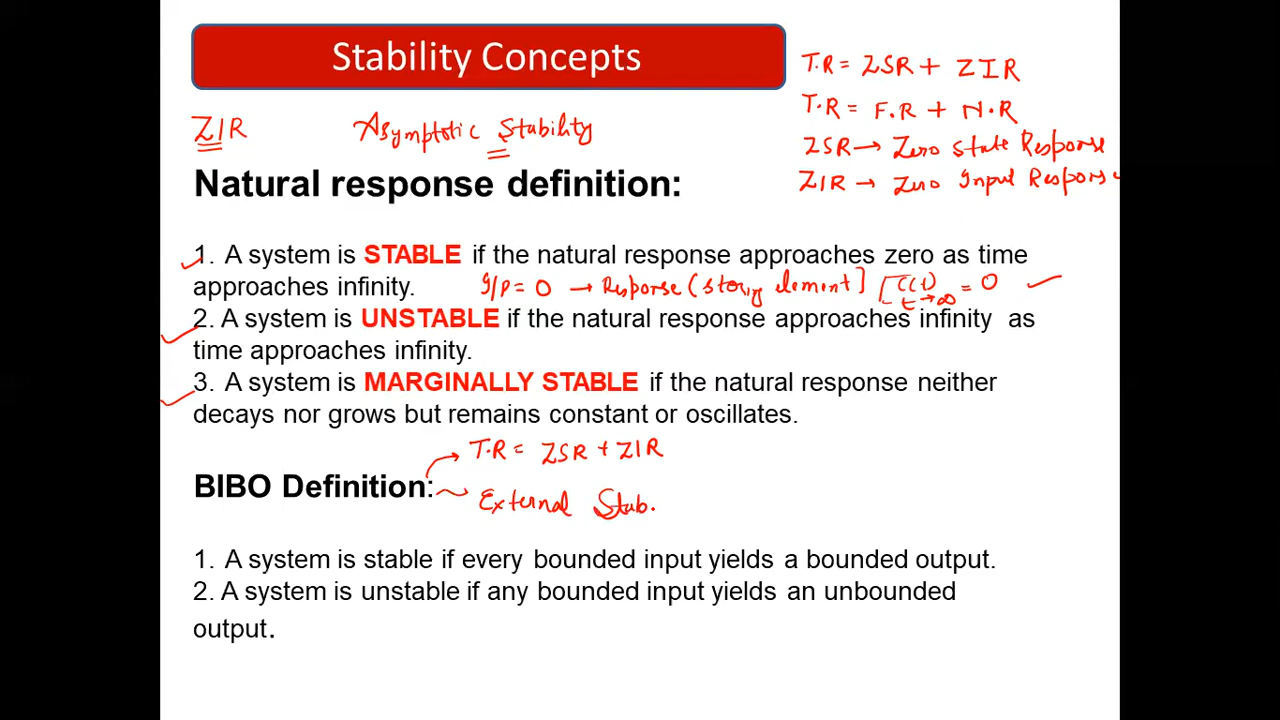 Stability Concepts
T.R = ZSR + ZIR
T.R = F.R + N.R
ZSR → Zero State Response
ZIR → Zero Input Respons
ZIR Asymptotic Stability
Natural response definition:
1. A system is STABLE if the natural response approaches zero as time
approaches infinity. I/P = 0 → Response (storing element) [C(t) = 0
t → ∞
2. A system is UNSTABLE if the natural response approaches infinity as
time approaches infinity.
3. A system is MARGINALLY STABLE if the natural response neither
decays nor grows but remains constant or oscillates.
T.R = ZSR + ZIR
BIBO Definition:
External Stab.
1. A system is stable if every bounded input yields a bounded output.
2. A system is unstable if any bounded input yields an unbounded
output.